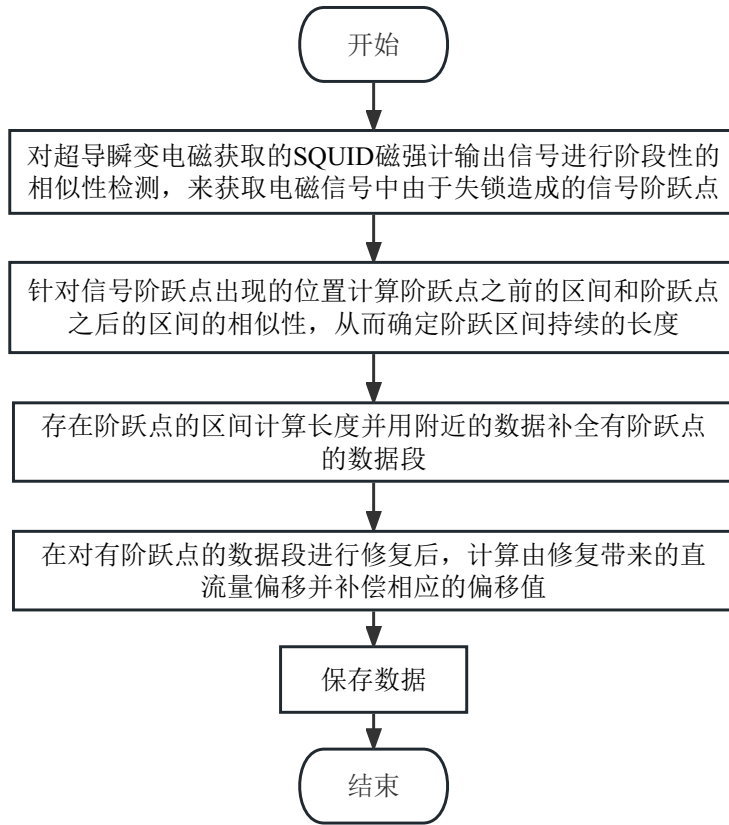 开始
对超导瞬变电磁获取的SQUID磁强计输出信号进行阶段性的
相似性检测，来获取电磁信号中由于失锁造成的信号阶跃点
针对信号阶跃点出现的位置计算阶跃点之前的区间和阶跃点
之后的区间的相似性，从而确定阶跃区间持续的长度
存在阶跃点的区间计算长度并用附近的数据补全有阶跃点
的数据段
在对有阶跃点的数据段进行修复后，计算由修复带来的直
流量偏移并补偿相应的偏移值
保存数据
结束